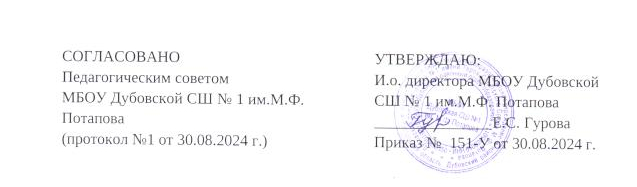 СОГЛАСОВАНО
Педагогическим советом
МБОУ Дубовской СШ № 1 им.М.Ф.
Потапова
(протокол №1 от 30.08.2024 г.)
УТВЕРЖДАЮ:
И.о. директора МБОУ Дубовской
СШ № 1 им.М.Ф. Потапова
Е.С. Гурова
Приказ № 151-У от 30.08.2024 г.